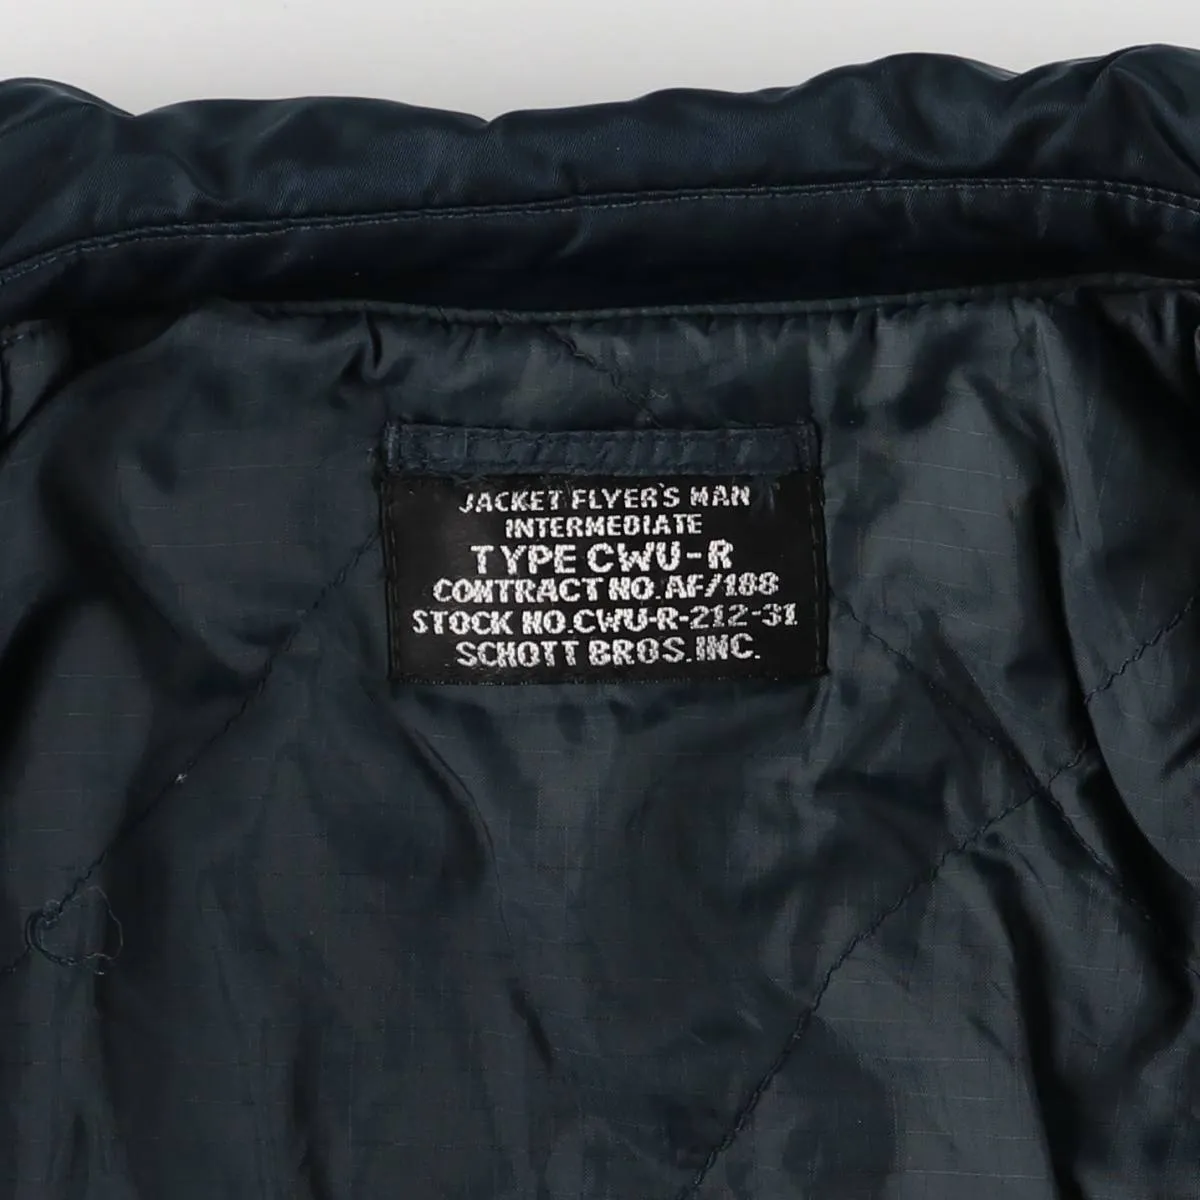 JACKET FLYER'S MAN
INTERMEDIATE
TYPE CWU-R
CONTRACT NO. AF/188
STOCK NO. CWU-R-212-31
SCHOTT BROS. INC.